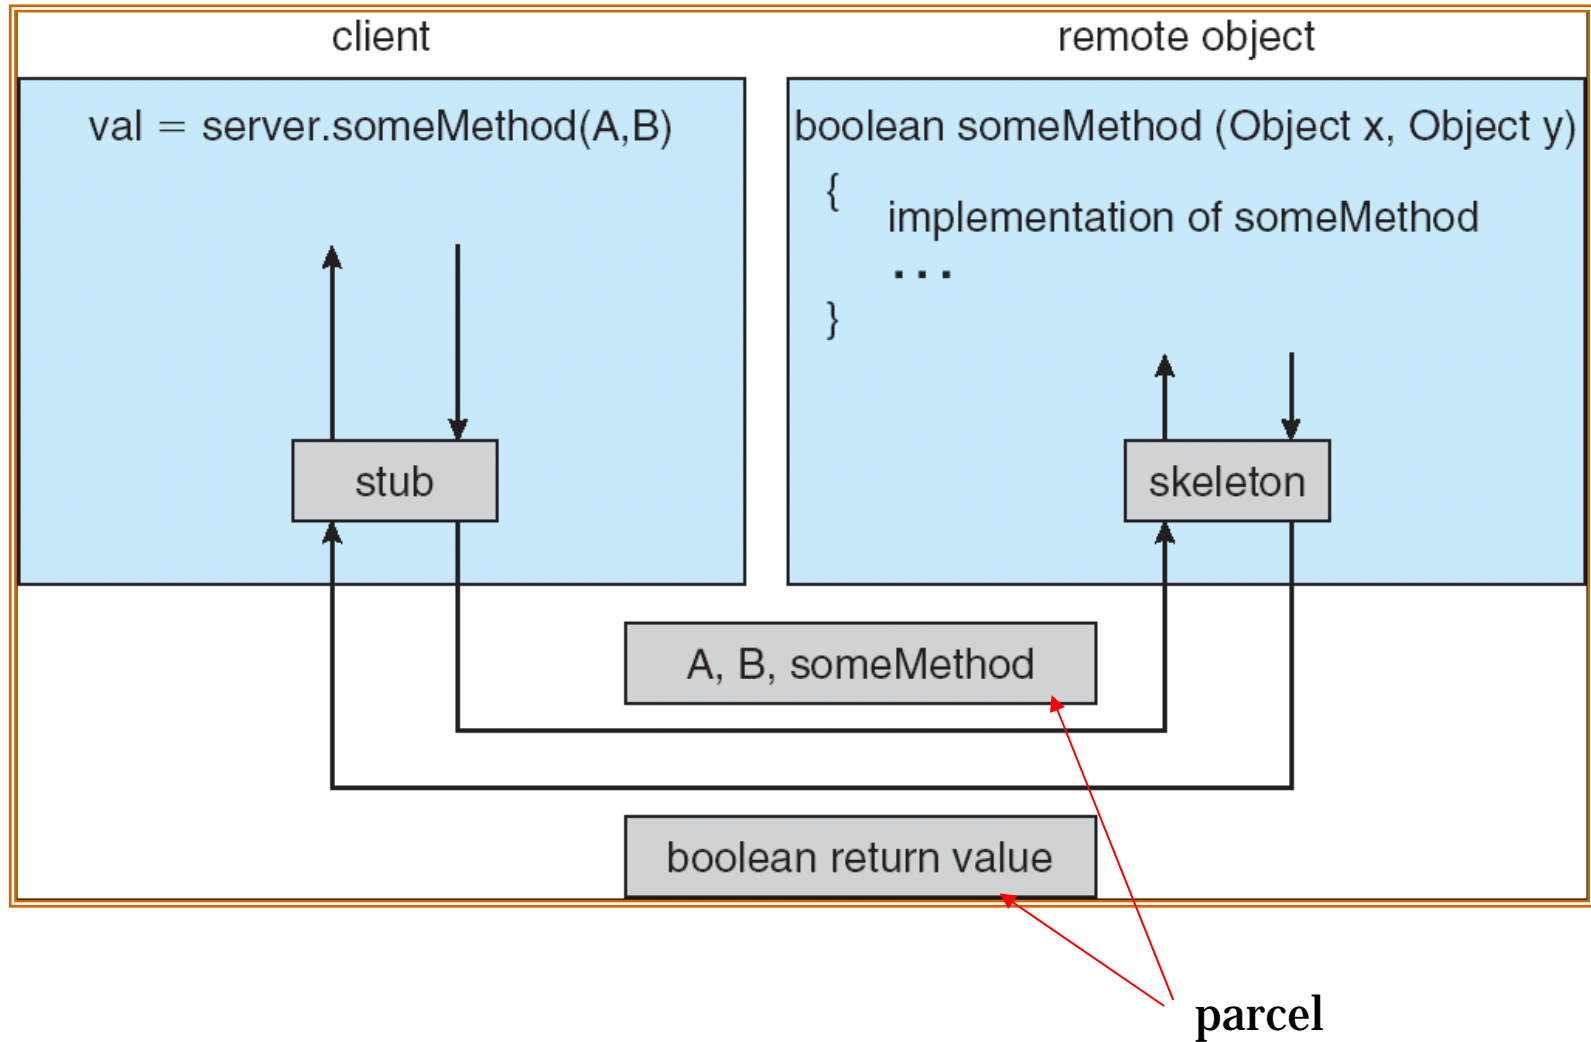 client
remote object
val = server.someMethod(A,B)
boolean someMethod (Object x, Object y)
{
implementation of someMethod
...
}
stub
skeleton
A, B, someMethod
boolean return value
parcel